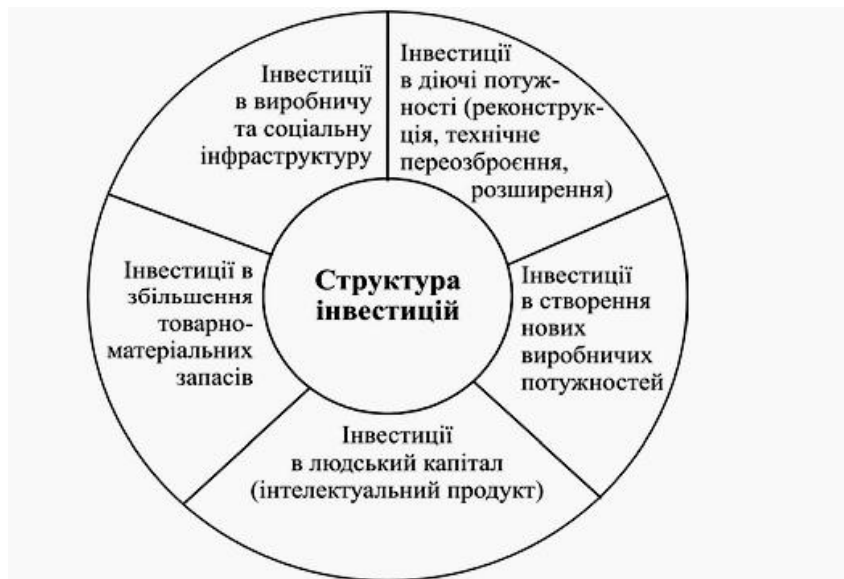 Інвестиції
в виробничу
та соціальну
інфраструктуру
Інвестиції
в діючі потуж-
ності (реконструк-
ція, технічне
переозброєння,
розширення)
Інвестиції
в створення
нових
виробничих
потужностей
Інвестиції
в людський капітал
(інтелектуальний продукт)
Інвестиції в
збільшення
товарно-
матеріальних
запасів
Структура
інвестицій